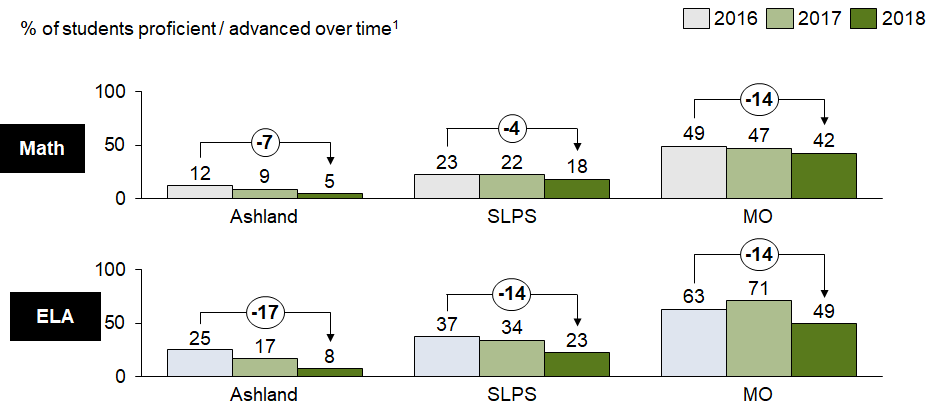 2016 2017 2018
% of students proficient / advanced over time1
Math
100
50
0
-7
12 9 5
Ashland
-4
23 22 18
SLPS
-14
49 47 42
MO
ELA
100
50
0
-17
25 17 8
Ashland
-14
37 34 23
SLPS
-14
63 71 49
MO